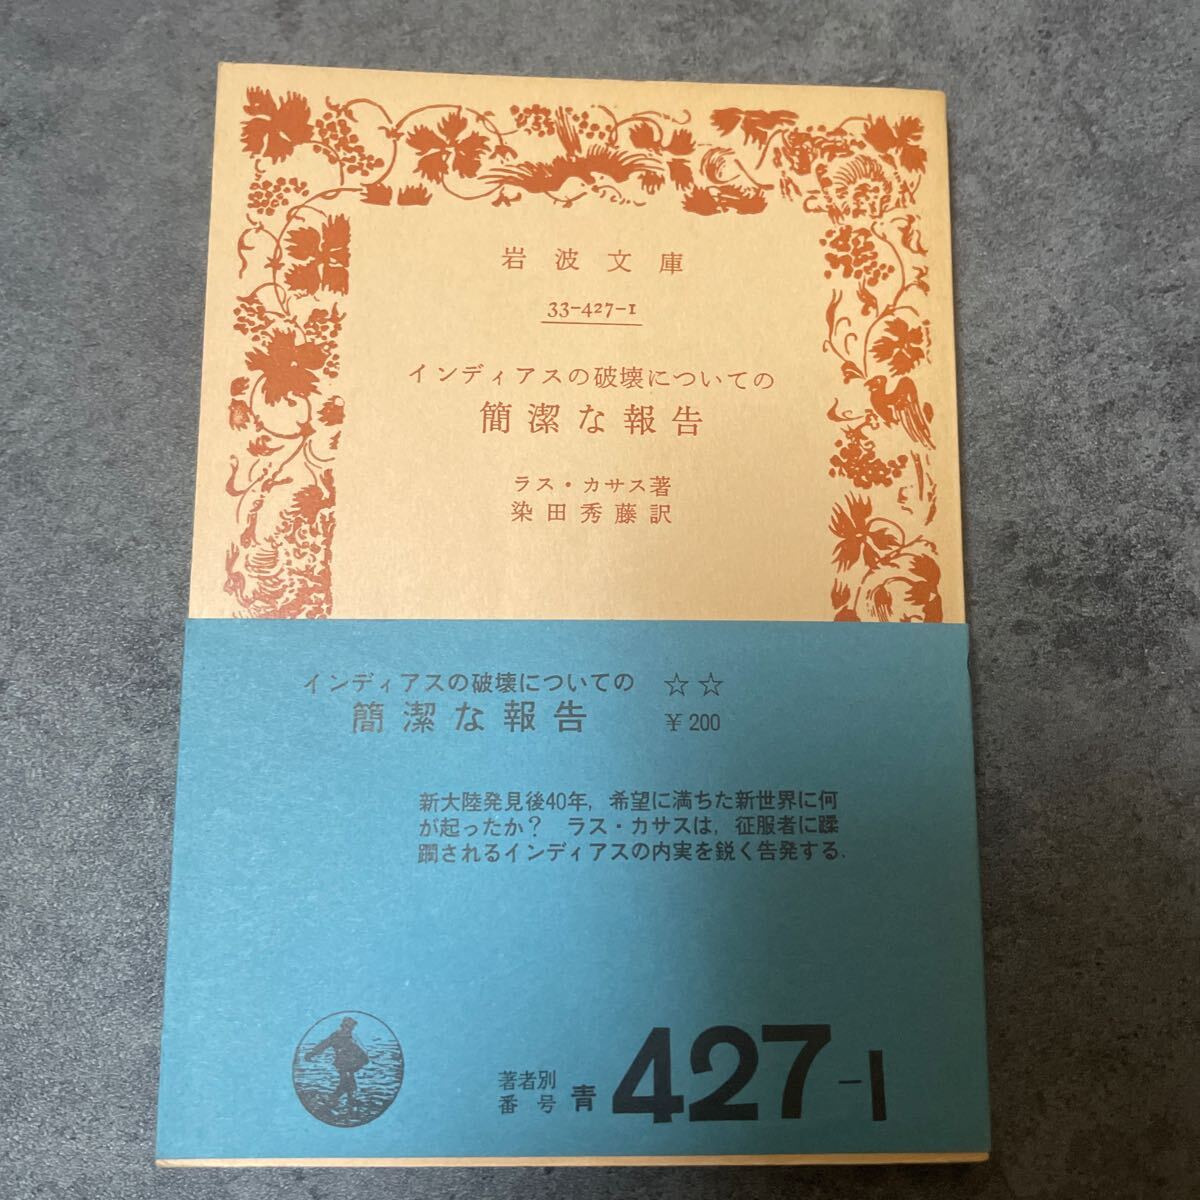 岩波文庫
33-427-1
インディアスの破壊についての
簡潔な報告
ラス・カサス著
染田秀藤訳
インディアスの破壊についての ☆☆
簡潔な報告 ¥200
新大陸発見後40年，希望に満ちた新世界に何
が起ったか？ ラス・カサスは，征服者に蹂
躙されるインディアスの内実を鋭く告発する．
著者別
番号 青 427-1